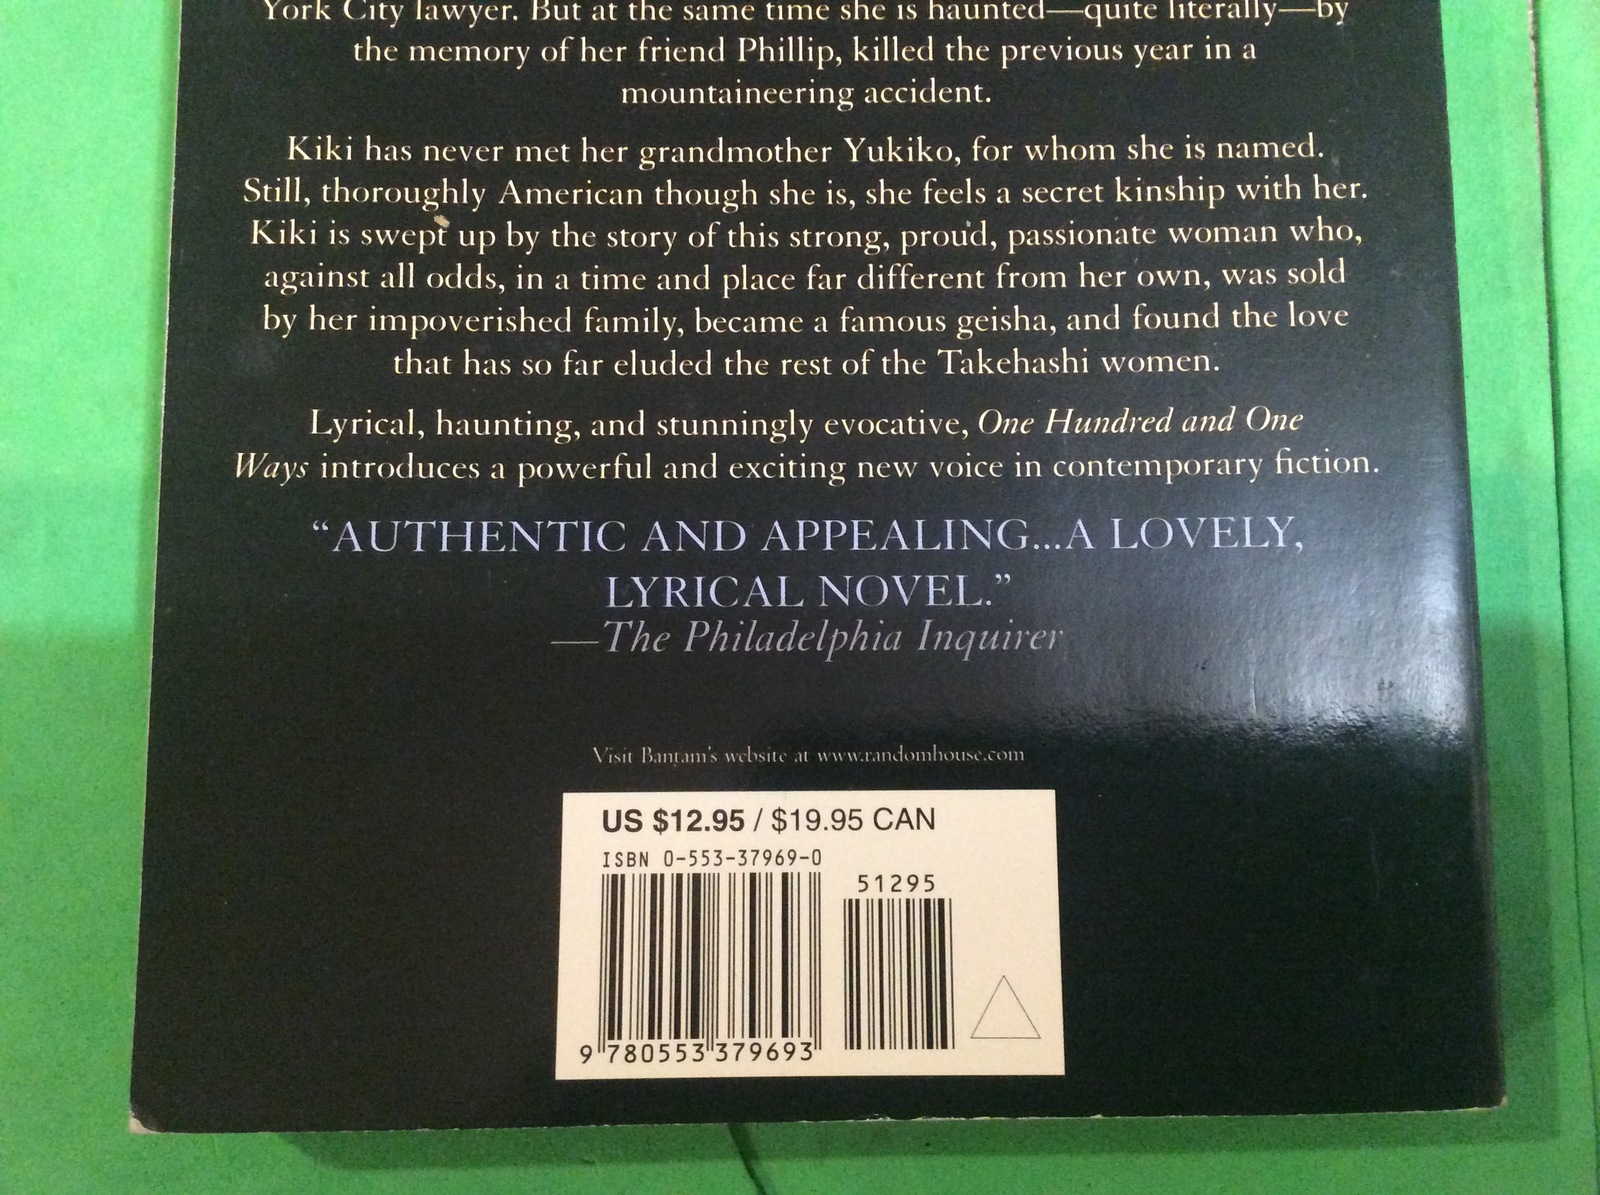 York City lawyer. But at the same time she is haunted—quite literally—by
the memory of her friend Phillip, killed the previous year in a
mountaineering accident.
Kiki has never met her grandmother Yukiko, for whom she is named.
Still, thoroughly American though she is, she feels a secret kinship with her.
Kiki is swept up by the story of this strong, proud, passionate woman who,
against all odds, in a time and place far different from her own, was sold
by her impoverished family, became a famous geisha, and found the love
that has so far eluded the rest of the Takehashi women.
Lyrical, haunting, and stunningly evocative, One Hundred and One
Ways introduces a powerful and exciting new voice in contemporary fiction.
“AUTHENTIC AND APPEALING...A LOVELY,
LYRICAL NOVEL.”
—The Philadelphia Inquirer
Visit Bantam's website at www.randomhouse.com
US $12.95 / $19.95 CAN
ISBN 0-553-37969-0
51295
9 780553 379693